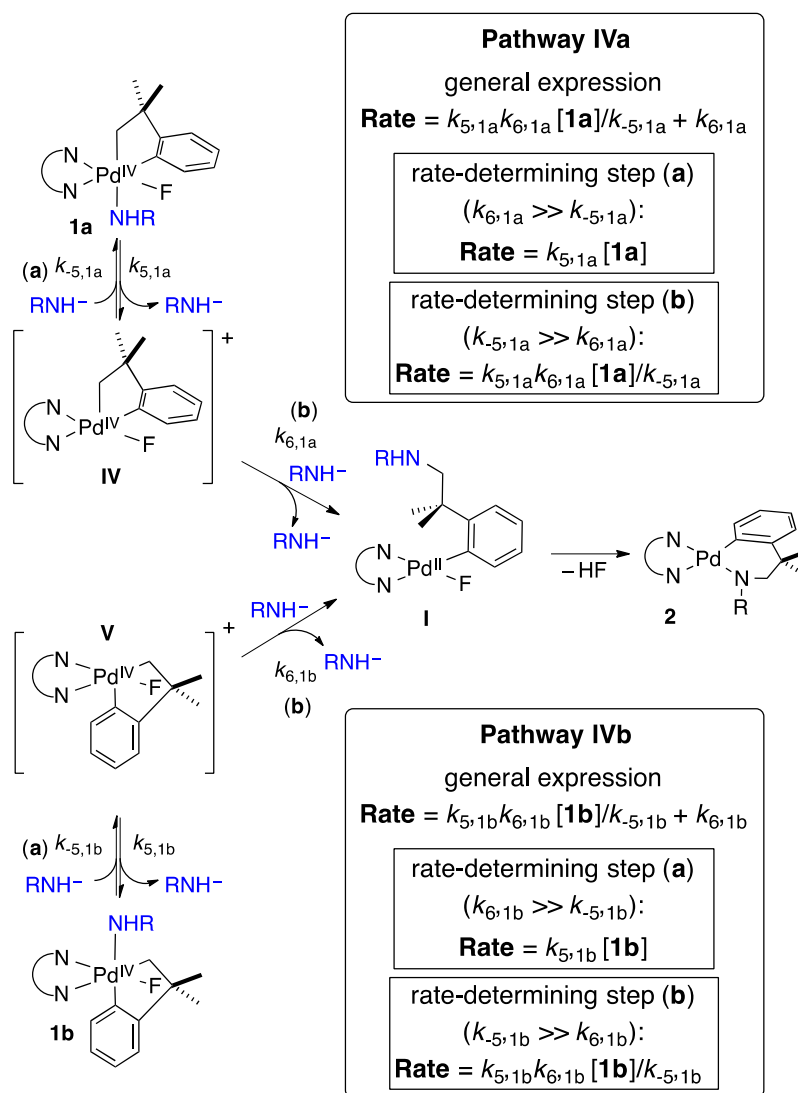 Pathway IVa
general expression
Rate = k5,1ak6,1a [1a]/k-5,1a + k6,1a
rate-determining step (a)
(k6,1a >> k-5,1a):
Rate = k5,1a [1a]
rate-determining step (b)
(k-5,1a >> k6,1a):
Rate = k5,1ak6,1a [1a]/k-5,1a
N
N
PdIV
F
1a
NHR
(a) k-5,1a k5,1a
RNH– RNH–
+
N
N
PdIV
F
IV
(b)
k6,1a
RNH–
RNH–
RHN
N
N
PdII
F
I
– HF
N
N
Pd
N
R
2
V
+
N
N
PdIV
F
RNH–
RNH–
k6,1b
(b)
(a) k-5,1b k5,1b
RNH– RNH–
NHR
N
N
PdIV
F
1b
Pathway IVb
general expression
Rate = k5,1bk6,1b [1b]/k-5,1b + k6,1b
rate-determining step (a)
(k6,1b >> k-5,1b):
Rate = k5,1b [1b]
rate-determining step (b)
(k-5,1b >> k6,1b):
Rate = k5,1bk6,1b [1b]/k-5,1b